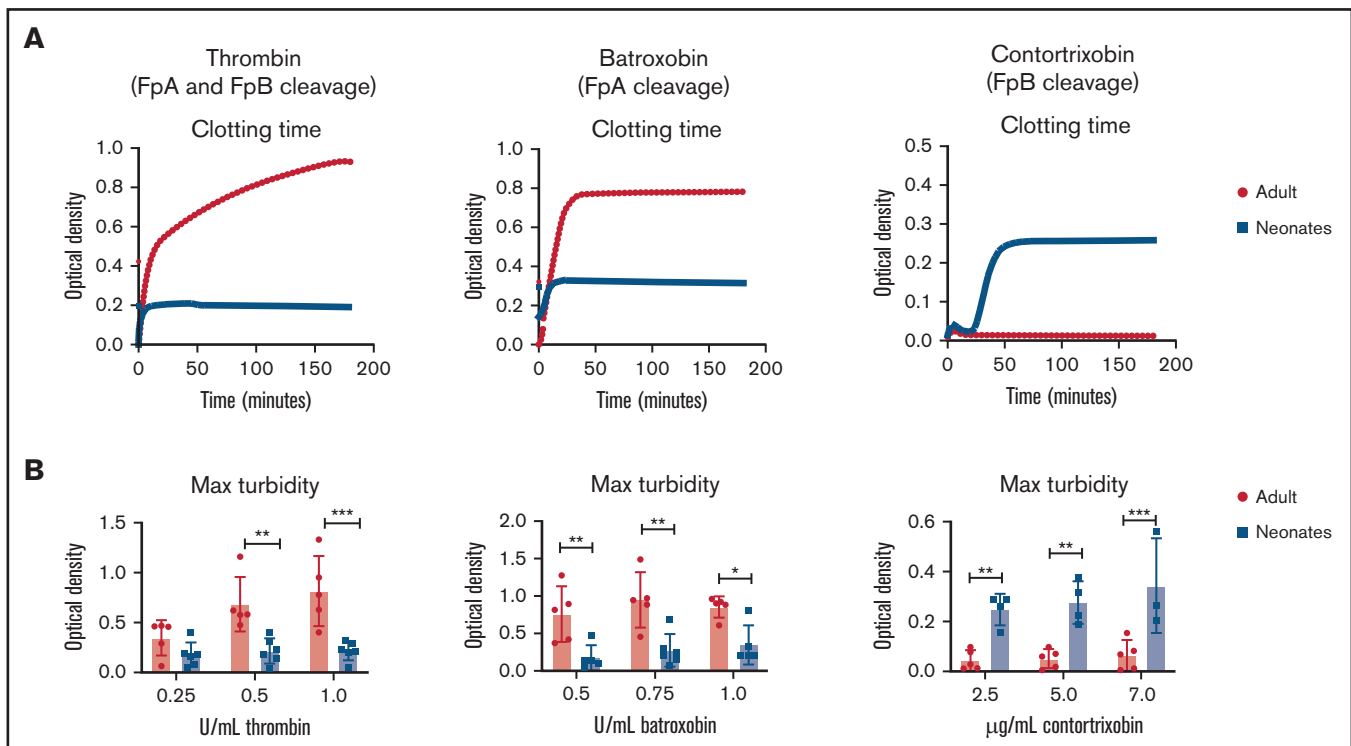 A
Thrombin
(FpA and FpB cleavage)
Clotting time
Optical density
1.0
0.8
0.6
0.4
0.2
0.0
0 50 100 150 200
Time (minutes)
Batroxobin
(FpA cleavage)
Clotting time
Optical density
1.0
0.8
0.6
0.4
0.2
0.0
0 50 100 150 200
Time (minutes)
Contortrixobin
(FpB cleavage)
Clotting time
Optical density
0.5
0.4
0.3
0.2
0.1
0.0
0 50 100 150 200
Time (minutes)
Adult
Neonates
B
Max turbidity
Optical density
1.5
1.0
0.5
0.0
**
***
0.25 0.5 1.0
U/mL thrombin
Max turbidity
Optical density
2.0
1.5
1.0
0.5
0.0
**
**
*
0.5 0.75 1.0
U/mL batroxobin
Max turbidity
Optical density
0.6
0.4
0.2
0.0
**
**
***
2.5 5.0 7.0
μg/mL contortrixobin
Adult
Neonates